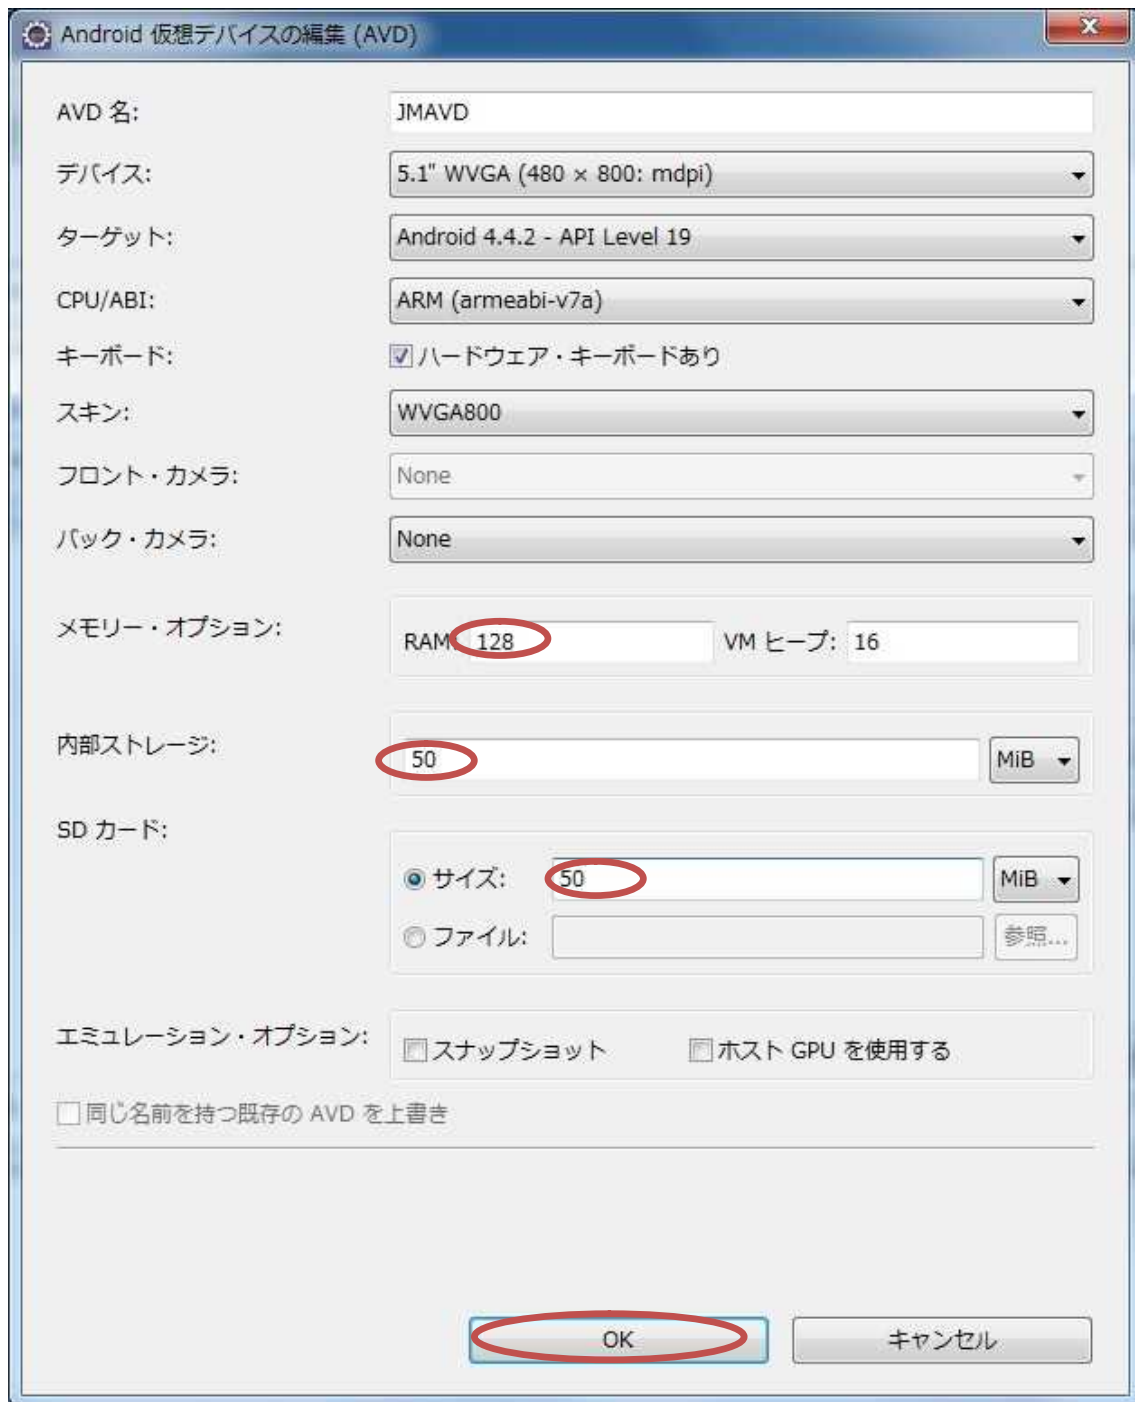 Android 仮想デバイスの編集 (AVD)
AVD 名: JMAVD
デバイス: 5.1" WVGA (480 × 800: mdpi)
ターゲット: Android 4.4.2 - API Level 19
CPU/ABI: ARM (armeabi-v7a)
キーボード: ハードウェア・キーボードあり
スキン: WVGA800
フロント・カメラ: None
バック・カメラ: None
メモリー・オプション: RAM: 128 VM ヒープ: 16
内部ストレージ: 50 MiB
SD カード:
サイズ: 50 MiB
ファイル: 参照...
エミュレーション・オプション: スナップショット ホスト GPU を使用する
同じ名前を持つ既存の AVD を上書き
OK キャンセル